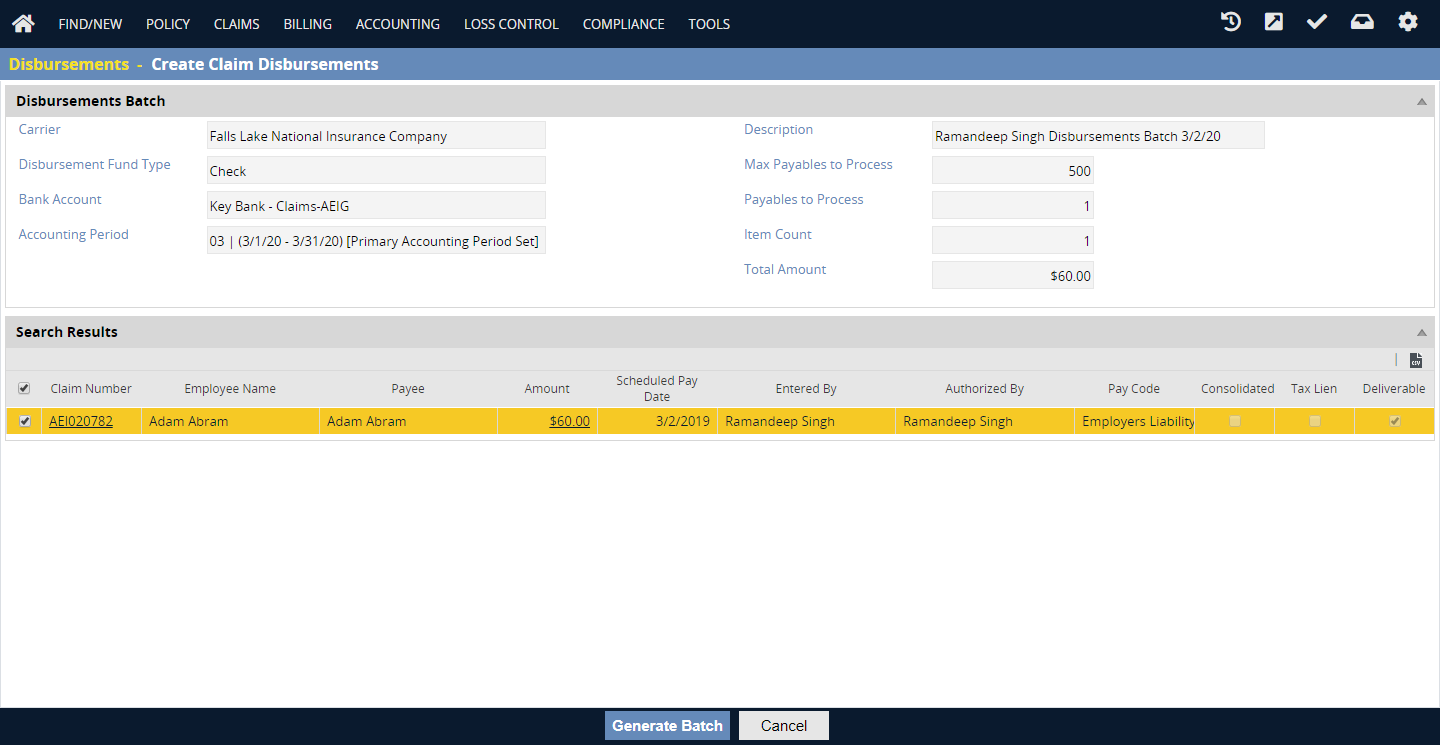 FIND/NEW POLICY CLAIMS BILLING ACCOUNTING LOSS CONTROL COMPLIANCE TOOLS
Disbursements - Create Claim Disbursements
Disbursements Batch
Carrier Falls Lake National Insurance Company
Description Ramandeep Singh Disbursements Batch 3/2/20
Disbursement Fund Type Check
Max Payables to Process 500
Bank Account Key Bank - Claims-AEIG
Payables to Process 1
Accounting Period 03 | (3/1/20 - 3/31/20) [Primary Accounting Period Set]
Item Count 1
Total Amount $60.00
Search Results
CSV
Claim Number Employee Name Payee Amount Scheduled Pay Date Entered By Authorized By Pay Code Consolidated Tax Lien Deliverable
AEI020782 Adam Abram Adam Abram $60.00 3/2/2019 Ramandeep Singh Ramandeep Singh Employers Liability
Generate Batch Cancel